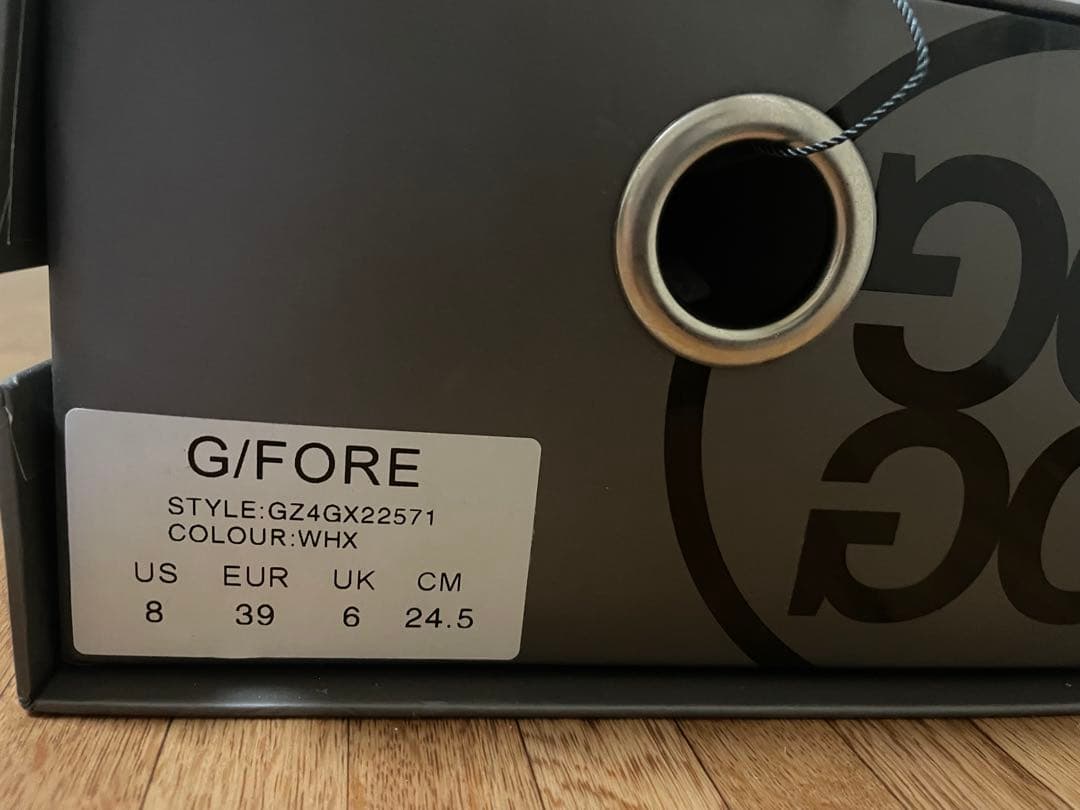 G/FORE
STYLE:GZ4GX22571
COLOUR:WHX
US EUR UK CM
8 39 6 24.5